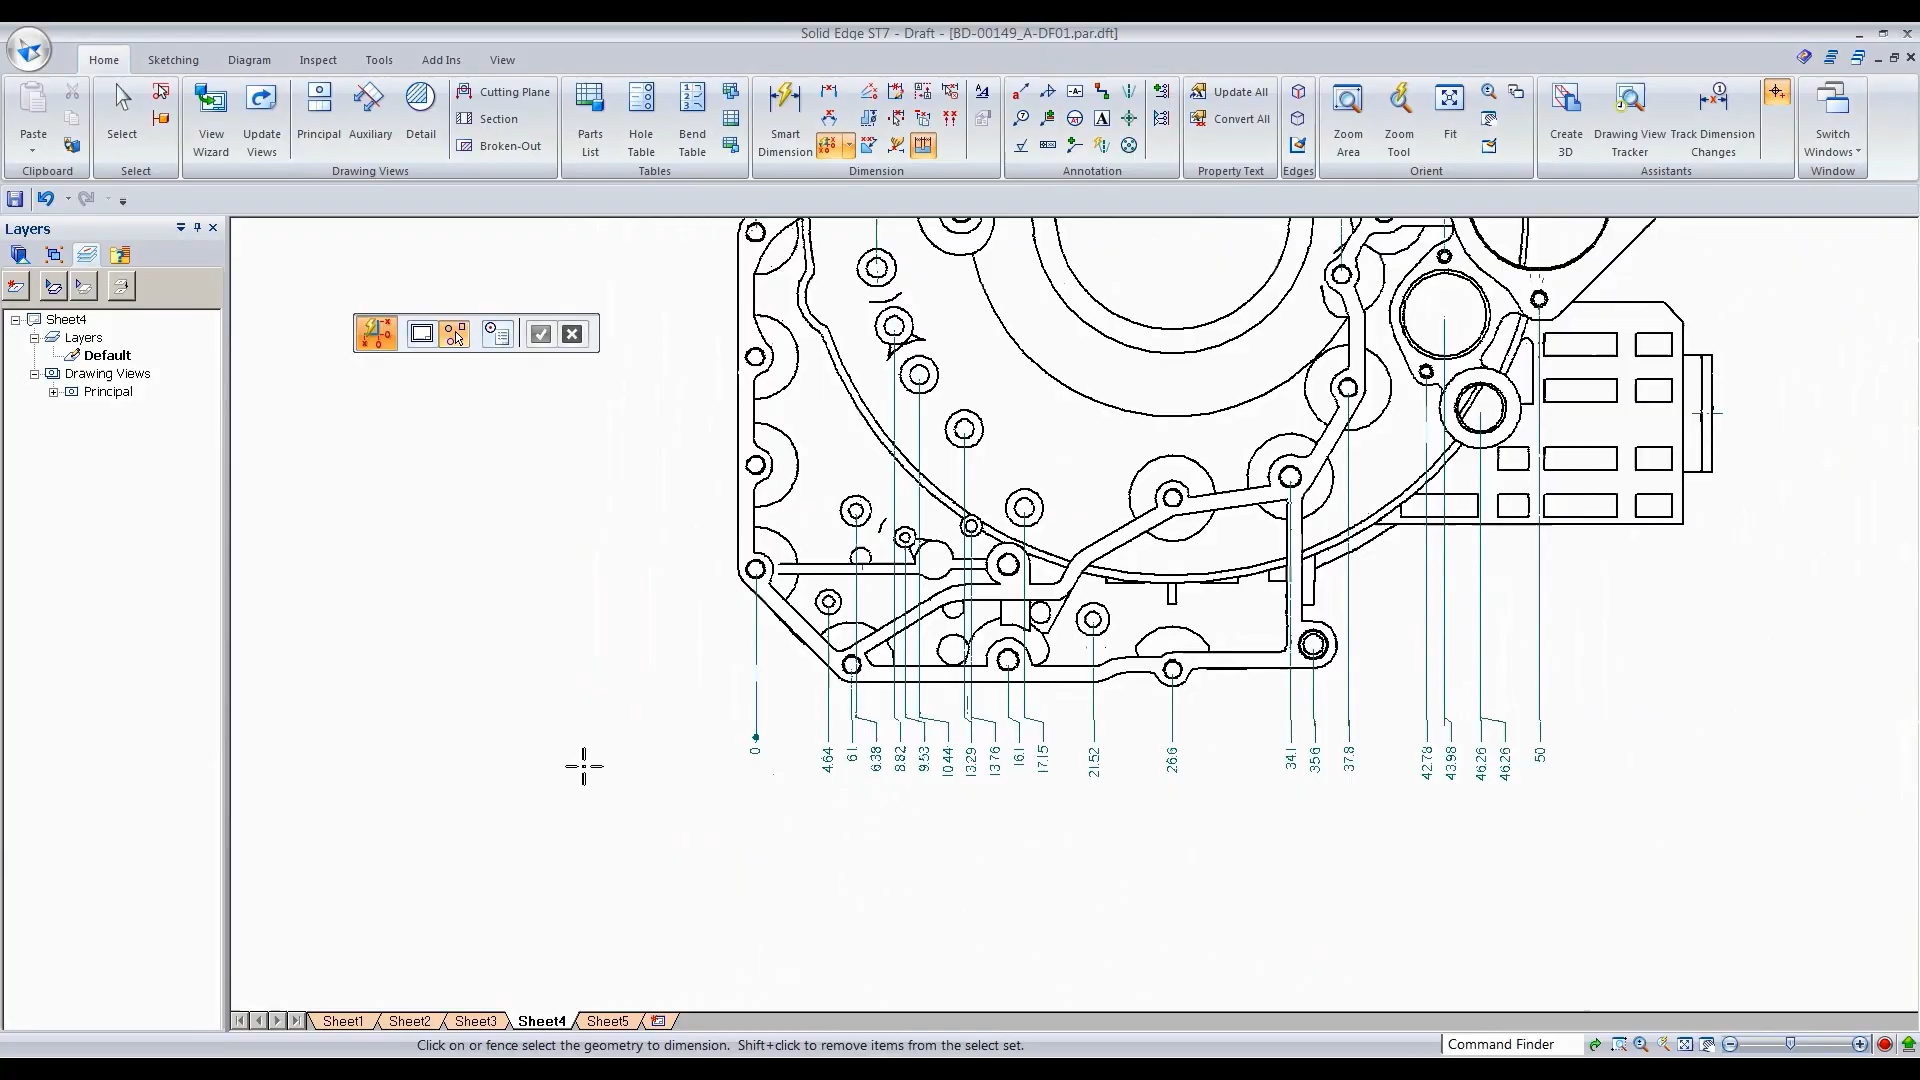 Solid Edge ST7 - Draft - [BD-00149_A-DF01.par.dft]
Home Sketching Diagram Inspect Tools Add Ins View
Paste
Clipboard
Select
Select
View Wizard
Update Views
Principal
Auxiliary
Detail
Cutting Plane
Section
Broken-Out
Drawing Views
Parts List
Hole Table
Bend Table
Tables
Smart Dimension
Dimension
Annotation
Update All
Convert All
Property Text
Edges
Zoom Area
Zoom Tool
Fit
Orient
Create 3D
Drawing View Tracker
Track Dimension Changes
Assistants
Switch Windows
Window
Layers
Sheet4
Layers
Default
Drawing Views
Principal
0
4.64
6.1
6.38
8.82
9.53
10.44
13.29
13.76
16.1
17.15
21.52
26.6
34.1
35.6
37.8
42.78
43.98
46.26
46.26
50
Sheet1 Sheet2 Sheet3 Sheet4 Sheet5
Click on or fence select the geometry to dimension. Shift+click to remove items from the select set.
Command Finder